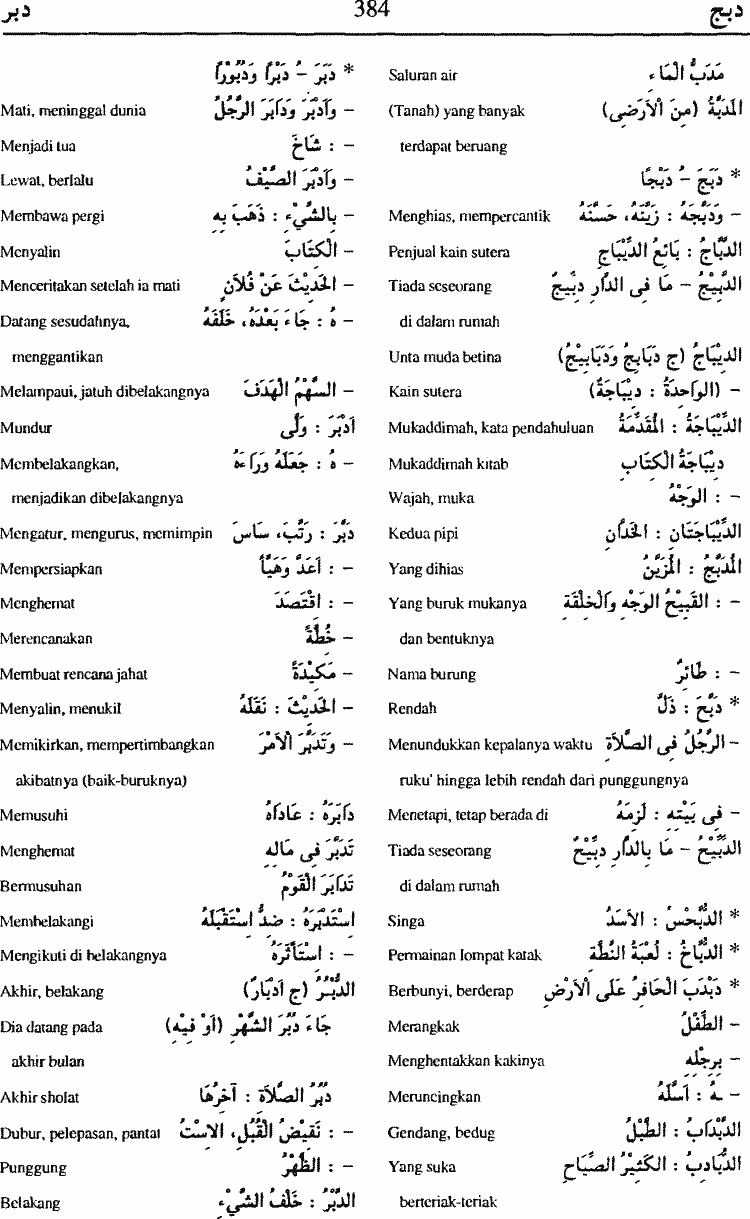 دبج 384 دبر
مَدَبُّ الْمَاءِ Saluran air
الْمَدَبَّةُ (مِنَ الْأَرْضِى) (Tanah) yang banyak
terdapat beruang
* دَبَجَ – ُ دَبْجًا
– وَدَبَّجَهُ : زَيَّنَهُ، حَسَّنَهُ Menghias, mempercantik
الدَّبَّاجُ : بَائِعُ الدِّيْبَاجِ Penjual kain sutera
الدِّبِّيْجُ – مَا فِى الدَّارِ دِبِّيْجٌ Tiada seseorang
di dalam rumah
الدِّيْبَاجُ (ج دَيَابِجُ وَدَبَابِيْجُ) Unta muda betina
– (الوَاحِدَةُ : دِيْبَاجَةٌ) Kain sutera
الدِّيْبَاجَةُ : الْمُقَدَّمَةُ Mukaddimah, kata pendahuluan
دِيْبَاجَةُ الْكِتَابِ Mukaddimah kitab
– : الوَجْهُ Wajah, muka
الدِّيْبَاجَتَانِ : الْخَدَّانِ Kedua pipi
الْمُدَبَّجُ : الْمُزَيَّنُ Yang dihias
– : القَبِيْحُ الوَجْهِ وَالْخِلْقَةِ Yang buruk mukanya
dan bentuknya
– : طَائِرٌ Nama burung
* دَبَّحَ : ذَلَّ Rendah
– الرَّجُلُ فِى الصَّلَاةِ Menundukkan kepalanya waktu
ruku' hingga lebih rendah dari punggungnya
– فِى بَيْتِهِ : لَزِمَهُ Menetapi, tetap berada di
الدِّبِّيْحُ – مَا بِالدَّارِ دِبِّيْحٌ Tiada seseorang
di dalam rumah
* الدُّبَّحْسُ : الأَسَدُ Singa
* الدُّبَّاخُ : لُعْبَةُ النَّطَّةِ Permainan lompat katak
* دَبْدَبَ الْحَافِرُ عَلَى الْأَرْضِ Berbunyi, berderap
– الطِّفْلُ Merangkak
– بِرِجْلِهِ Menghentakkan kakinya
– ـهُ : أَسَلَهُ Meruncingkan
الدَّبْدَابُ : الطَّبْلُ Gendang, bedug
الدُّبَادِبُ : الْكَثِيْرُ الصِّيَاحِ Yang suka
berteriak-teriak
* دَبَرَ – ُ دَبْرًا وَدُبُوْرًا
– وَأَدْبَرَ وَدَابَرَ الرَّجُلُ Mati, meninggal dunia
– : شَاخَ Menjadi tua
– وَأَدْبَرَ الصَّيْفُ Lewat, berlalu
– بِالشَّيْءِ : ذَهَبَ بِهِ Membawa pergi
– الْكِتَابَ Menyalin
– الْحَدِيْثَ عَنْ فُلَانٍ Menceritakan setelah ia mati
– هُ : جَاءَ بَعْدَهُ، خَلَفَهُ Datang sesudahnya,
menggantikan
– السَّهْمُ الْهَدَفَ Melampaui, jatuh dibelakangnya
أَدْبَرَ : وَلَّى Mundur
– هُ : جَعَلَهُ وَرَاءَهُ Membelakangkan,
menjadikan dibelakangnya
دَبَّرَ : رَتَّبَ، سَاسَ Mengatur, mengurus, memimpin
– : أَعَدَّ وَهَيَّأَ Mempersiapkan
– : اقْتَصَدَ Menghemat
– خُطَّةً Merencanakan
– مَكِيْدَةً Membuat rencana jahat
– الْحَدِيْثَ : نَقَلَهُ Menyalin, menukil
– وَتَدَبَّرَ الْأَمْرَ Memikirkan, mempertimbangkan
akibatnya (baik-buruknya)
دَابَرَهُ : عَادَاهُ Memusuhi
تَدَبَّرَ فِى مَالِهِ Menghemat
تَدَابَرَ الْقَوْمُ Bermusuhan
اسْتَدْبَرَهُ : ضِدُّ اسْتَقْبَلَهُ Membelakangi
– : اسْتَأْثَرَهُ Mengikuti di belakangnya
الدُّبُـرُ (ج أَدْبَارٌ) Akhir, belakang
جَاءَ دُبُرَ الشَّهْرِ (أَوْ فِيْهِ) Dia datang pada
akhir bulan
دُبُرُ الصَّلَاةِ : آخِرُهَا Akhir sholat
– : نَقِيْضُ الْقُبُلِ، الاسْتُ Dubur, pelepasan, pantat
– : الظَّهْرُ Punggung
الدَّبْرُ : خَلْفُ الشَّيْءِ Belakang